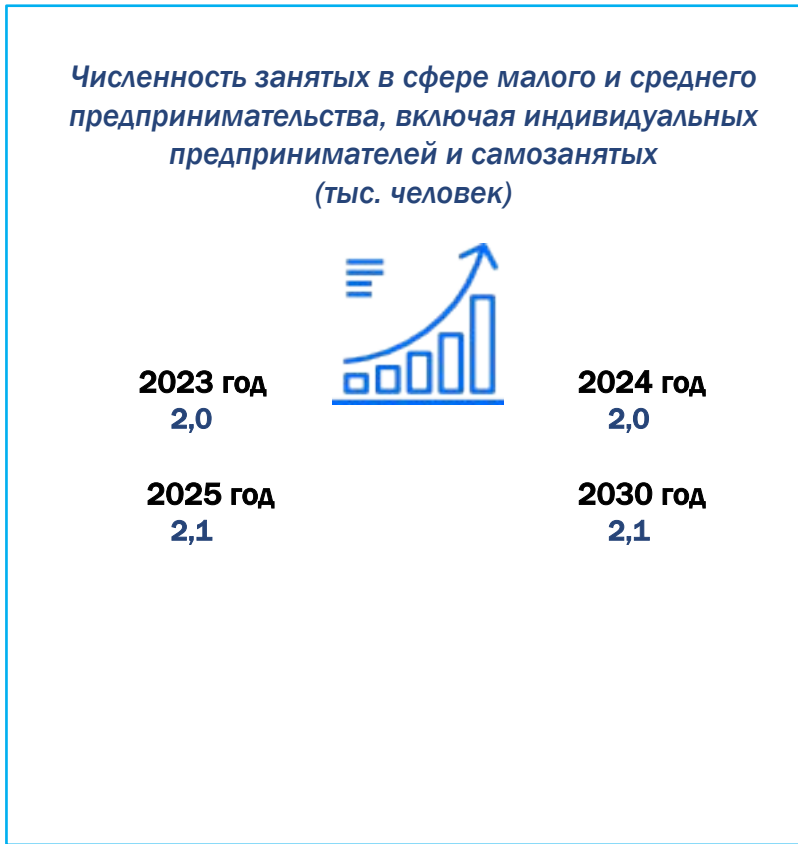 Численность занятых в сфере малого и среднего
предпринимательства, включая индивидуальных
предпринимателей и самозанятых
(тыс. человек)
2023 год
2,0
2024 год
2,0
2025 год
2,1
2030 год
2,1